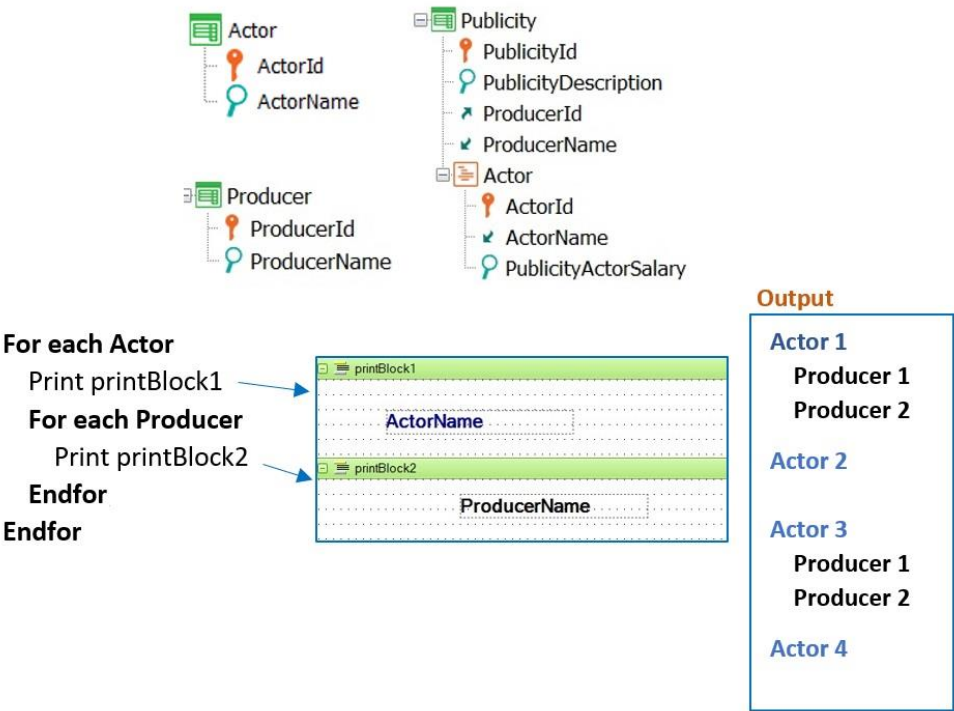 Actor
ActorId
ActorName
Producer
ProducerId
ProducerName
Publicity
PublicityId
PublicityDescription
ProducerId
ProducerName
Actor
ActorId
ActorName
PublicityActorSalary
For each Actor
Print printBlock1
For each Producer
Print printBlock2
Endfor
Endfor
printBlock1
ActorName
printBlock2
ProducerName
Output
Actor 1
Producer 1
Producer 2
Actor 2
Actor 3
Producer 1
Producer 2
Actor 4